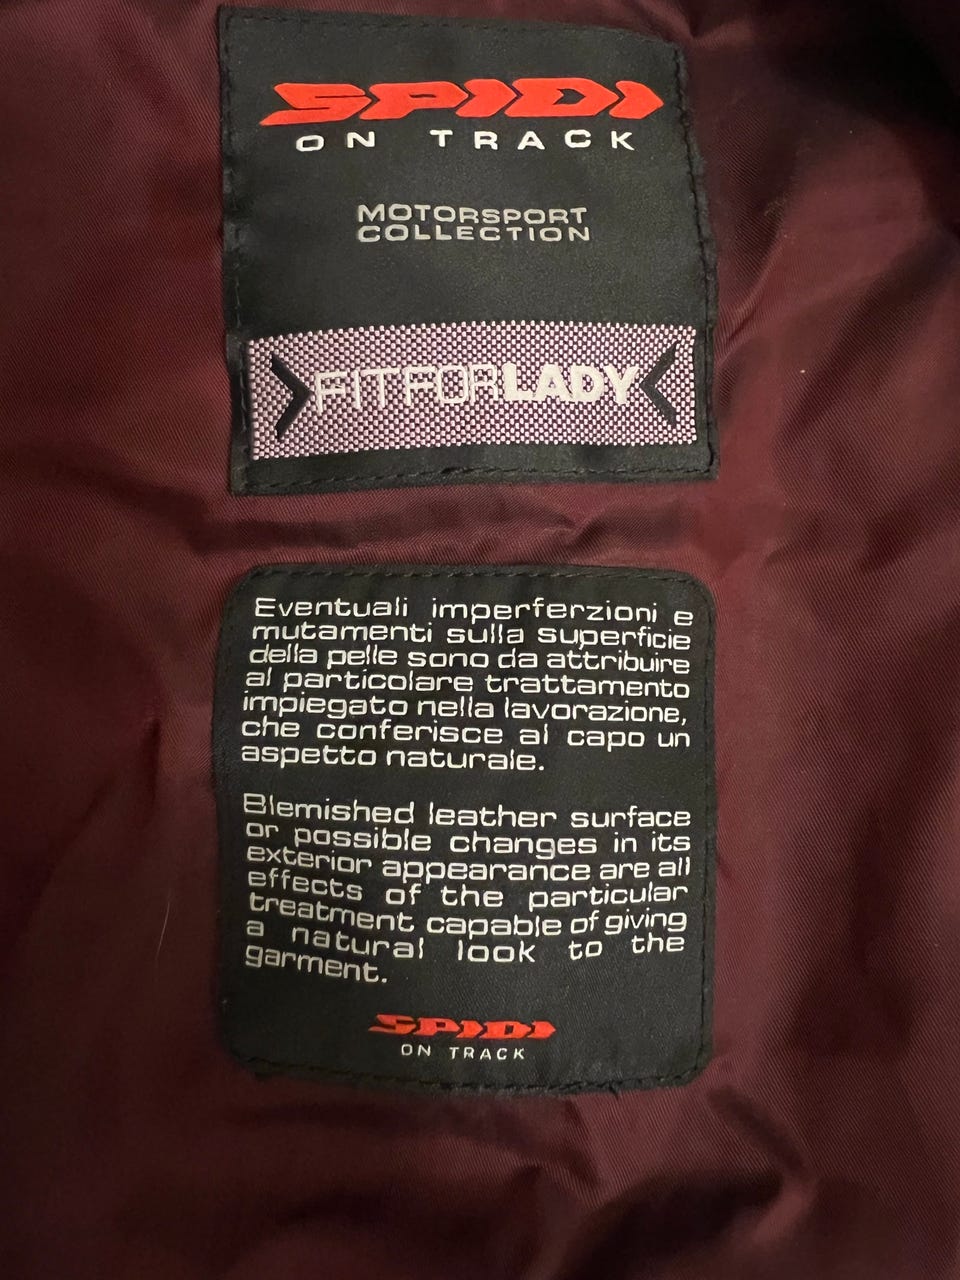 SPIDI
ON TRACK
MOTORSPORT
COLLECTION
FITFORLADY
Eventuali imperferzioni e
mutamenti sulla superficie
della pelle sono da attribuire
al particolare trattamento
impiegato nella lavorazione,
che conferisce al capo un
aspetto naturale.
Blemished leather surface
or possible changes in its
exterior appearance are all
effects of the particular
treatment capable of giving
a natural look to the
garment.
SPIDI
ON TRACK